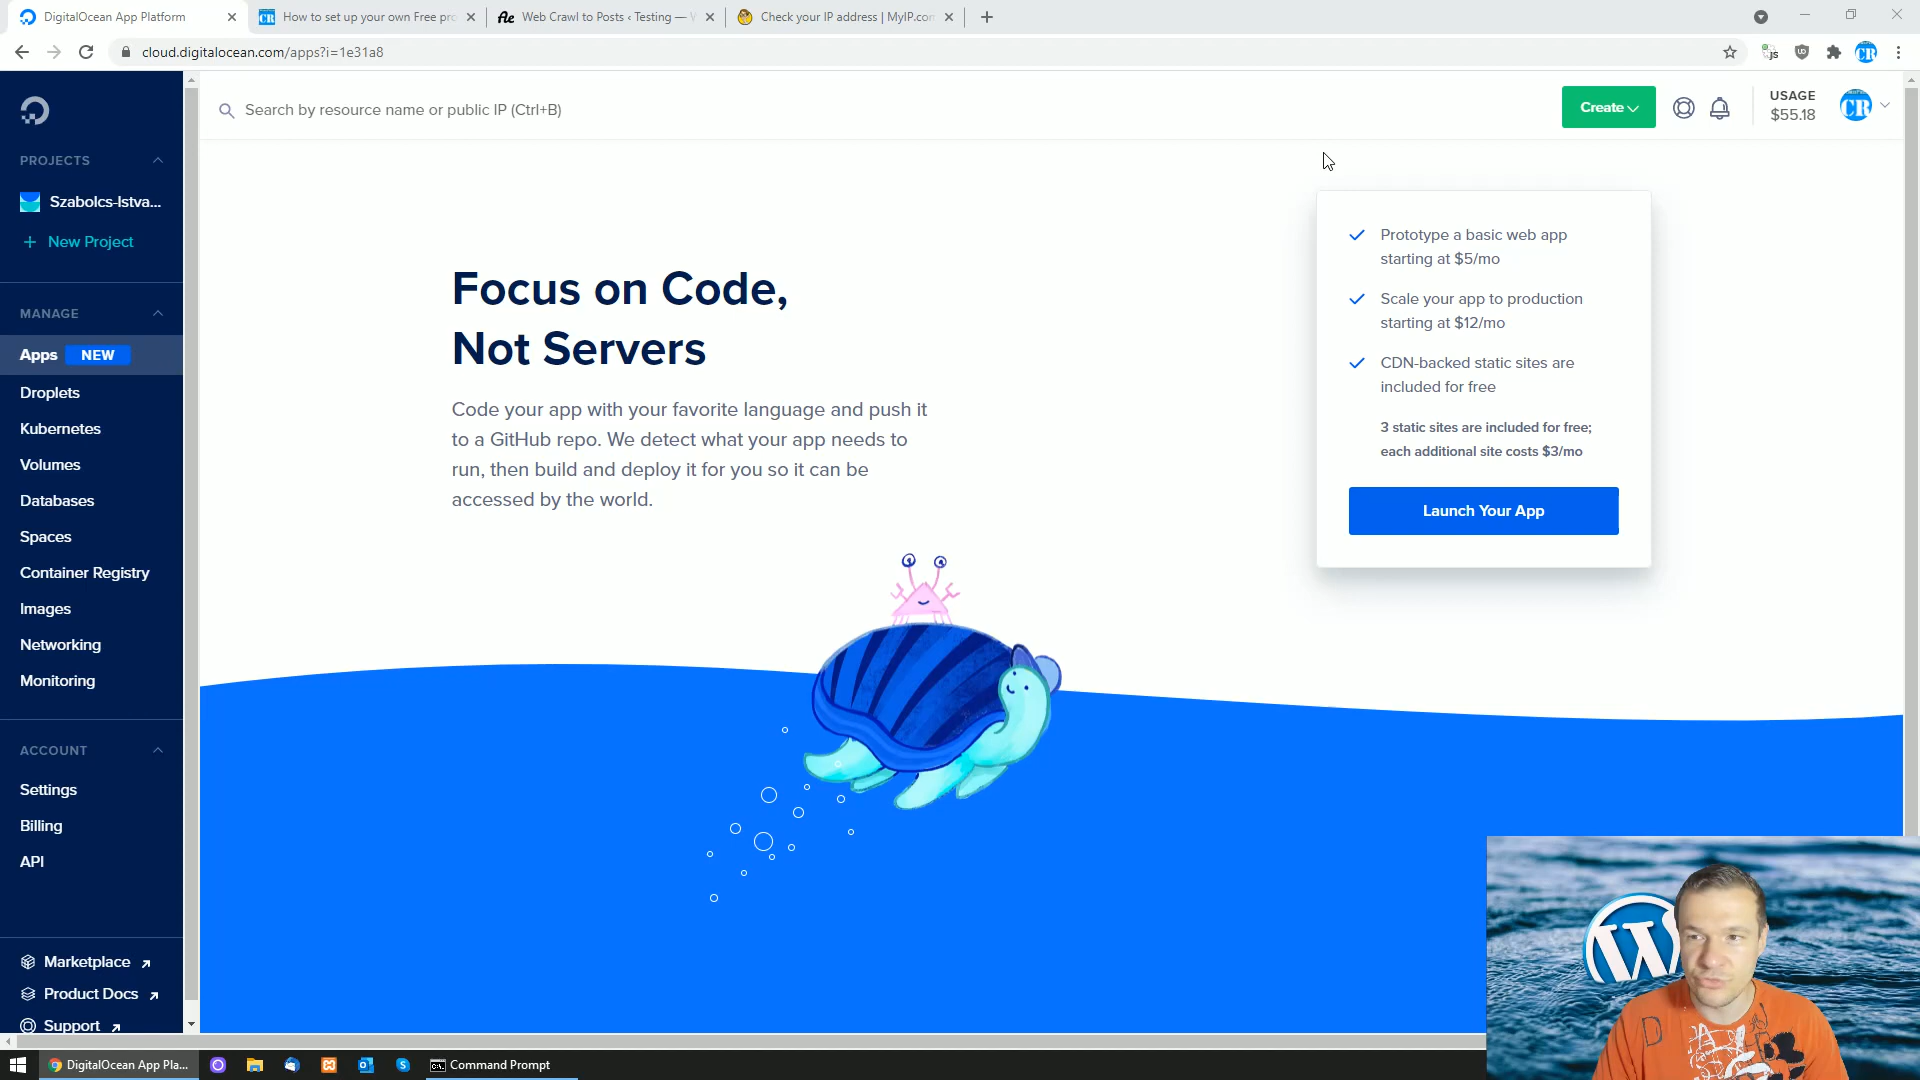 DigitalOcean App Platform
How to set up your own Free pro
Web Crawl to Posts ‹ Testing — W
Check your IP address | MyIP.com
cloud.digitalocean.com/apps?i=1e31a8
Search by resource name or public IP (Ctrl+B)
Create
USAGE
$55.18
CR
PROJECTS
Szabolcs-Istva...
+ New Project
MANAGE
Apps NEW
Droplets
Kubernetes
Volumes
Databases
Spaces
Container Registry
Images
Networking
Monitoring
ACCOUNT
Settings
Billing
API
Marketplace
Product Docs
Support
Focus on Code,
Not Servers
Code your app with your favorite language and push it
to a GitHub repo. We detect what your app needs to
run, then build and deploy it for you so it can be
accessed by the world.
Prototype a basic web app
starting at $5/mo
Scale your app to production
starting at $12/mo
CDN-backed static sites are
included for free
3 static sites are included for free;
each additional site costs $3/mo
Launch Your App
W
DigitalOcean App Pla...
Command Prompt